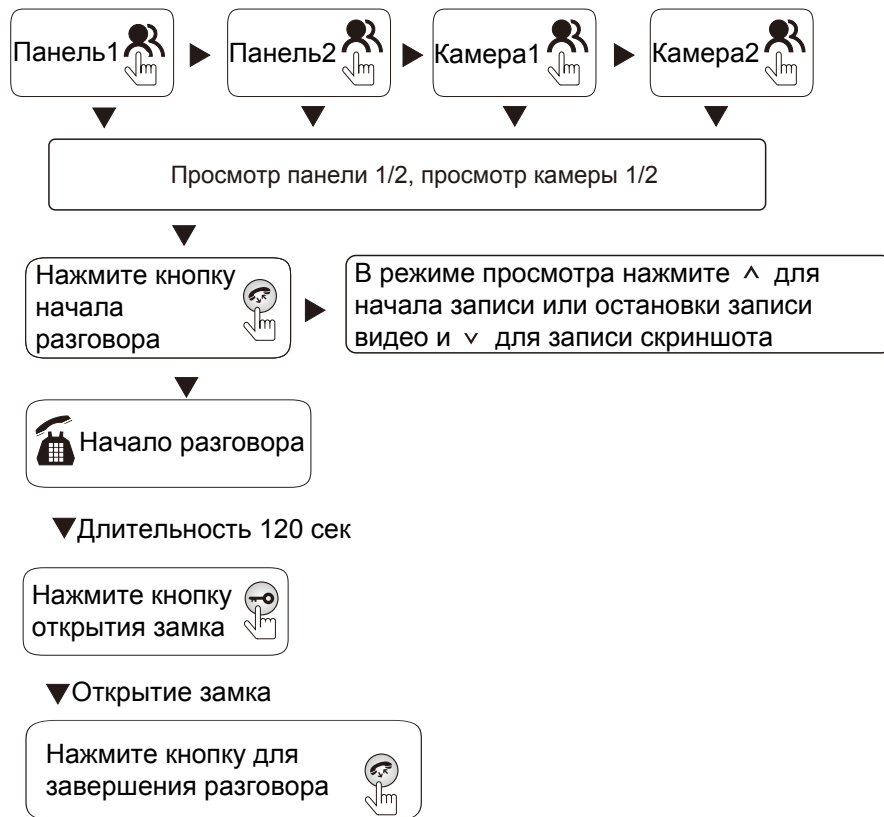 Панель1
Панель2
Камера1
Камера2
Просмотр панели 1/2, просмотр камеры 1/2
Нажмите кнопку
начала
разговора
В режиме просмотра нажмите ^ для
начала записи или остановки записи
видео и ˅ для записи скриншота
Начало разговора
Длительность 120 сек
Нажмите кнопку
открытия замка
Открытие замка
Нажмите кнопку для
завершения разговора